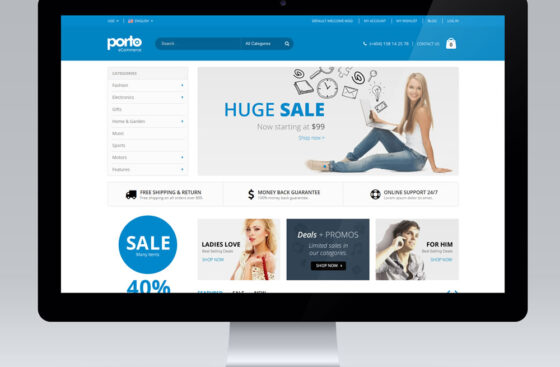 USD
ENGLISH
DEFAULT WELCOME MSG!
MY ACCOUNT
MY WISHLIST
BLOG
LOG IN
porto
eCommerce
Search...
All Categories
(+404) 158 14 25 78
CONTACT US
0
CATEGORIES
Fashion
Electronics
Gifts
Home & Garden
Music
Sports
Motors
Features
HUGE SALE
Now starting at $99
Shop now >
FREE SHIPPING & RETURN
Free shipping on all orders over $99.
MONEY BACK GUARANTEE
100% money back guarantee.
ONLINE SUPPORT 24/7
Lorem ipsum dolor sit amet.
SALE
Many Items
40%
LADIES LOVE
Best Selling Deals
SHOP NOW
Deals + PROMOS
Limited sales in
our categories.
SHOP NOW
FOR HIM
Best Selling Deals
SHOP NOW
FEATURED
SALE
NEW